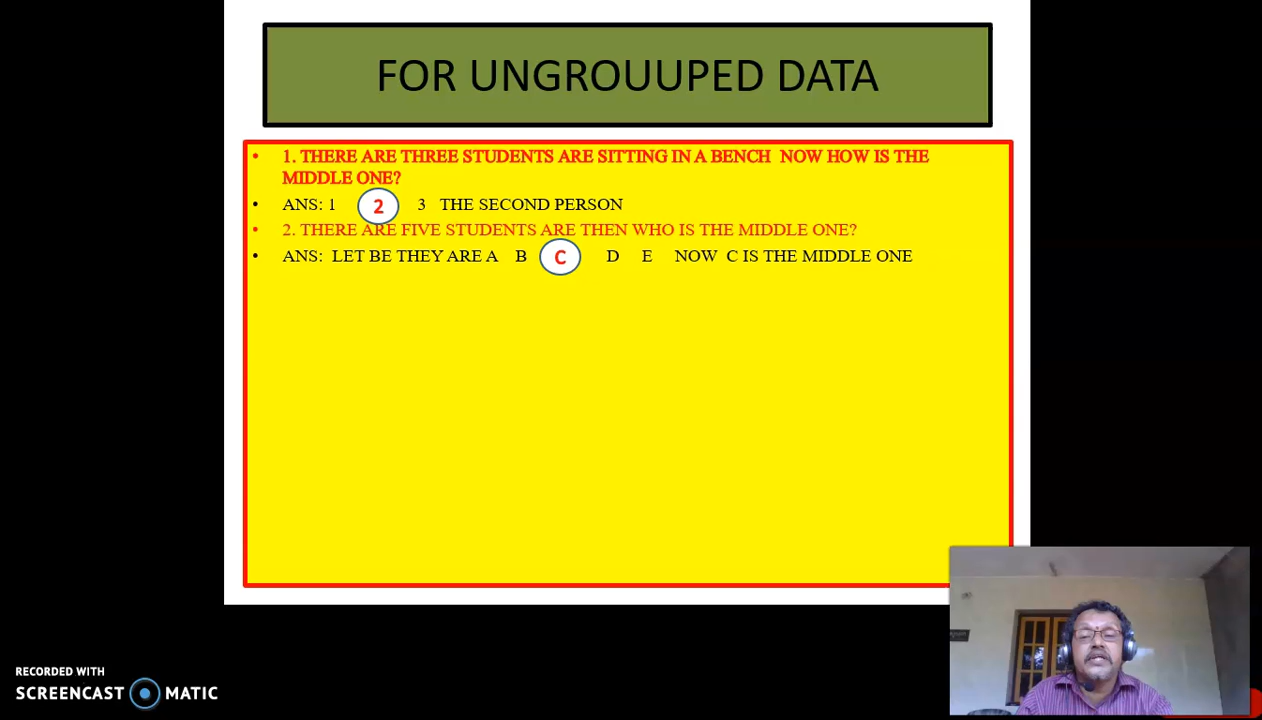 FOR UNGROUUPED DATA
• 1. THERE ARE THREE STUDENTS ARE SITTING IN A BENCH NOW HOW IS THE
MIDDLE ONE?
• ANS: 1 2 3 THE SECOND PERSON
• 2. THERE ARE FIVE STUDENTS ARE THEN WHO IS THE MIDDLE ONE?
• ANS: LET BE THEY ARE A B C D E NOW C IS THE MIDDLE ONE
RECORDED WITH
SCREENCAST MATIC